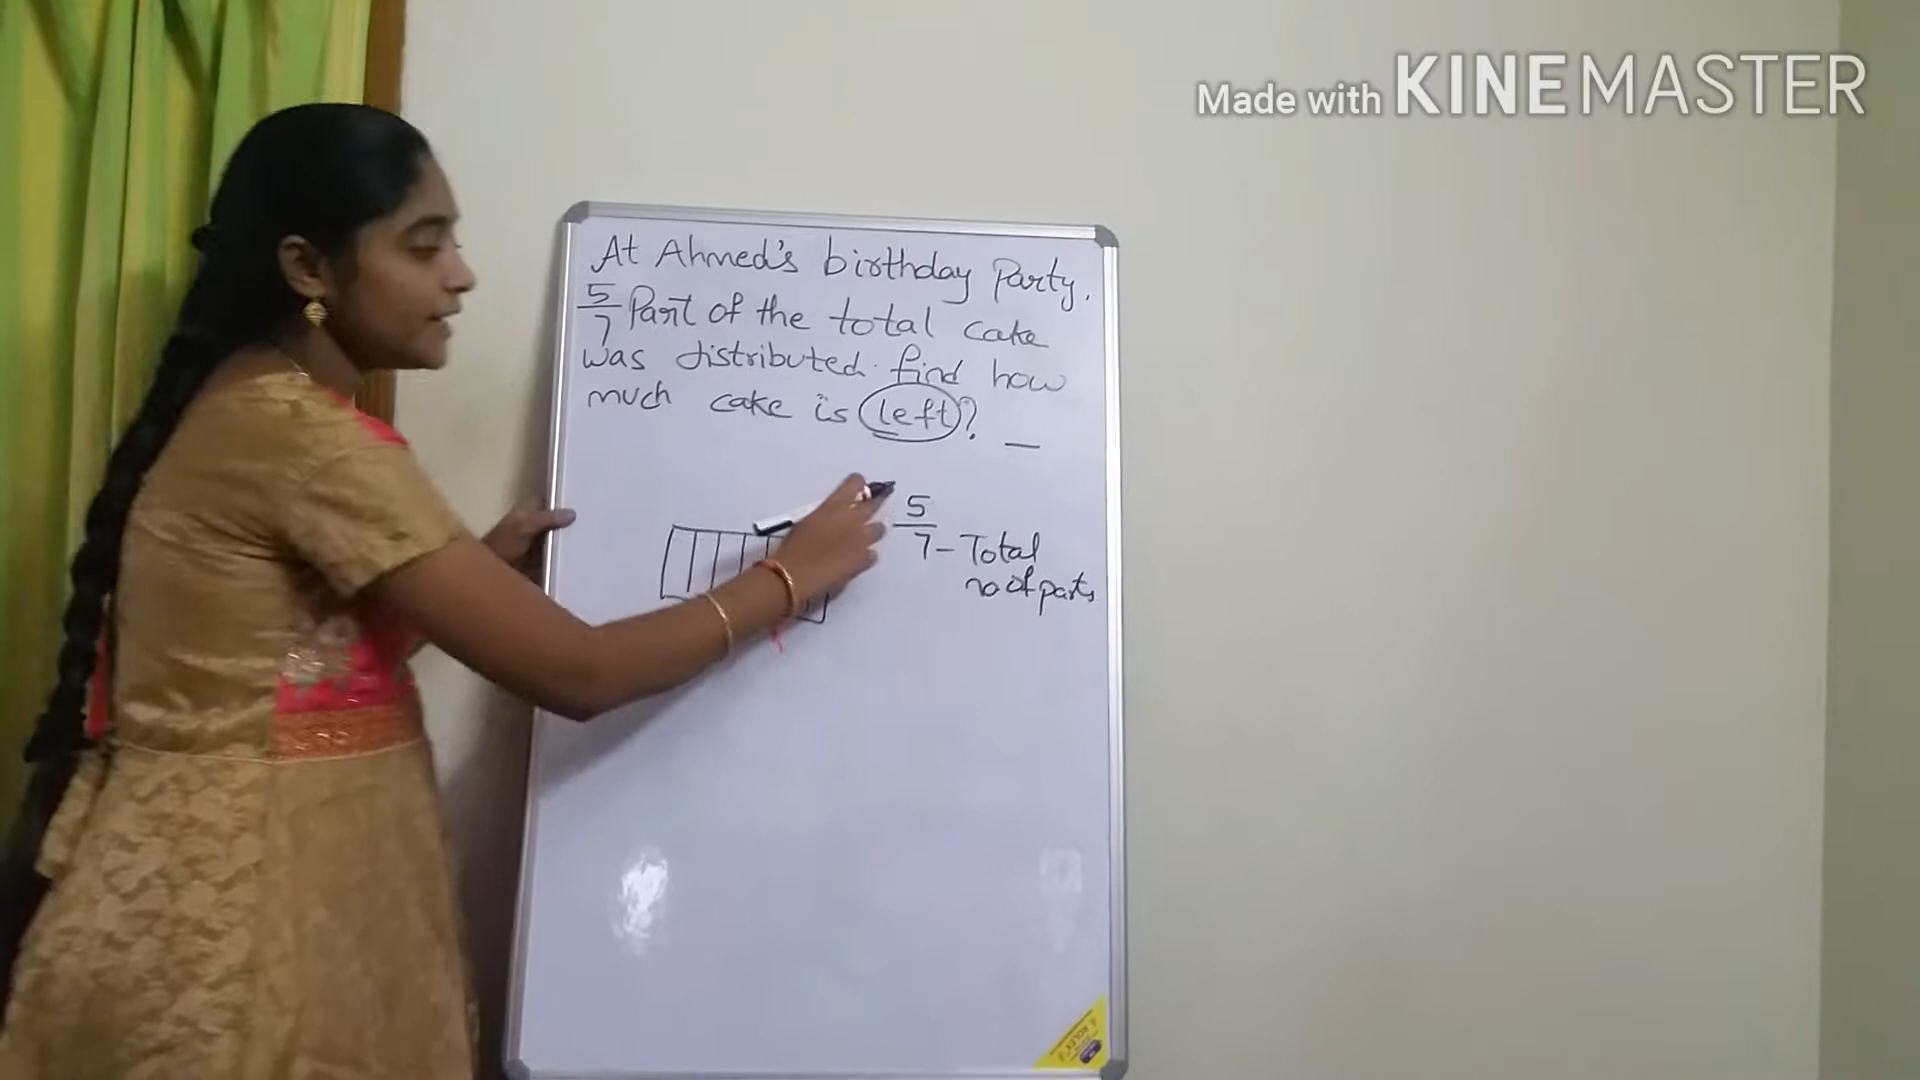 Made with KINEMASTER
At Ahmed's birthday Party,
5/7 Part of the total cake
was distributed. find how
much cake is left? _
5/7 - Total
no of parts